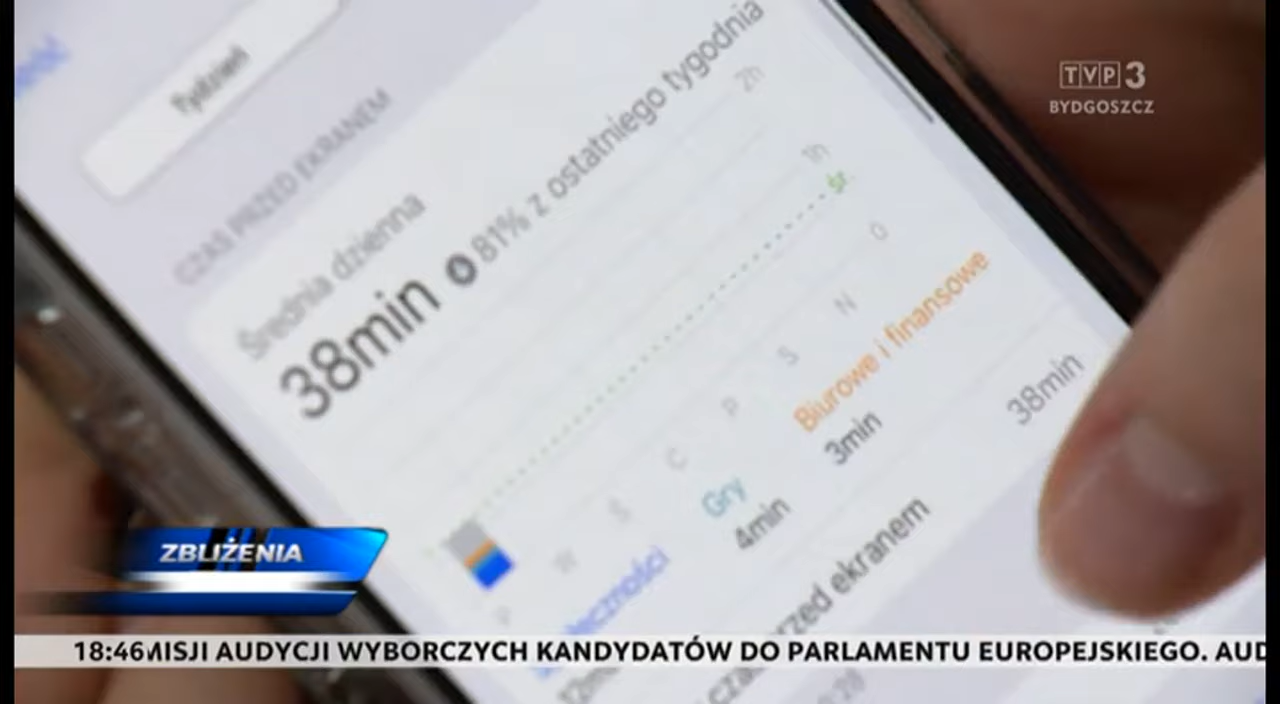 TVP3
BYDGOSZCZ
Tydzień
CZAS PRZED EKRANEM
Średnia dzienna
38min 81% z ostatniego tygodnia
2h
1h
śr.
0
W Ś C P S N
Gry
4min
Biurowe i finansowe
3min
ekranem
38min
ZBLIŻENIA
18:46 MISJI AUDYCJI WYBORCZYCH KANDYDATÓW DO PARLAMENTU EUROPEJSKIEGO. AUD